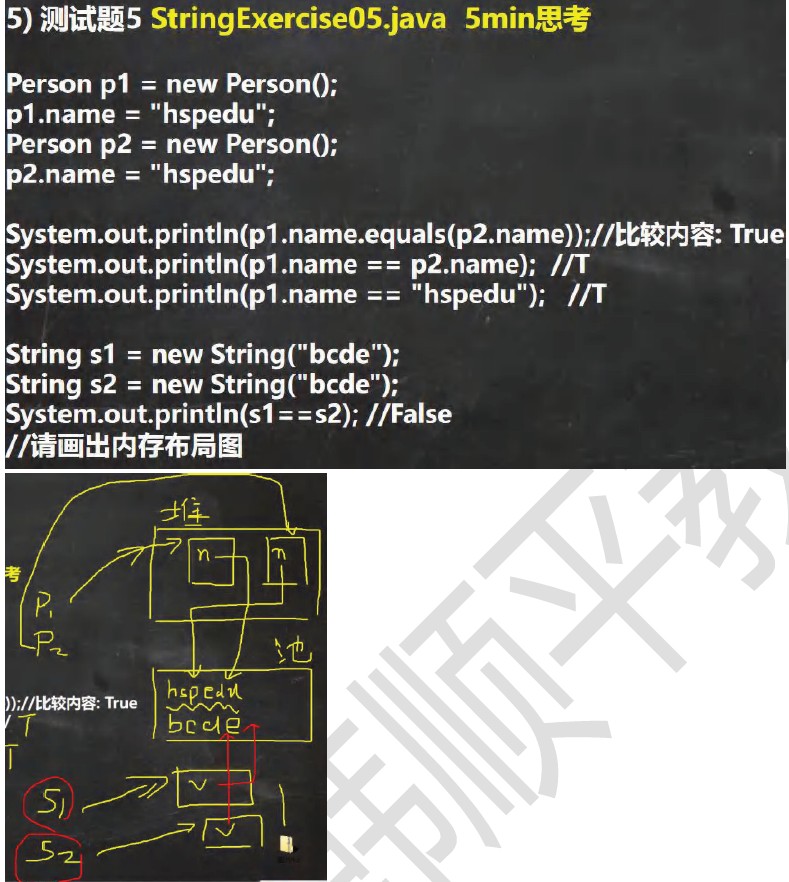 5) 测试题5 StringExercise05.java 5min思考
Person p1 = new Person();
p1.name = "hspedu";
Person p2 = new Person();
p2.name = "hspedu";
System.out.println(p1.name.equals(p2.name));//比较内容: True
System.out.println(p1.name == p2.name); //T
System.out.println(p1.name == "hspedu"); //T
String s1 = new String("bcde");
String s2 = new String("bcde");
System.out.println(s1==s2); //False
//请画出内存布局图
堆
n n
考
P1
P2
池
hspedu
));//比较内容: True
bcde
/ T
T
v
S1
v
S2
韩顺平教